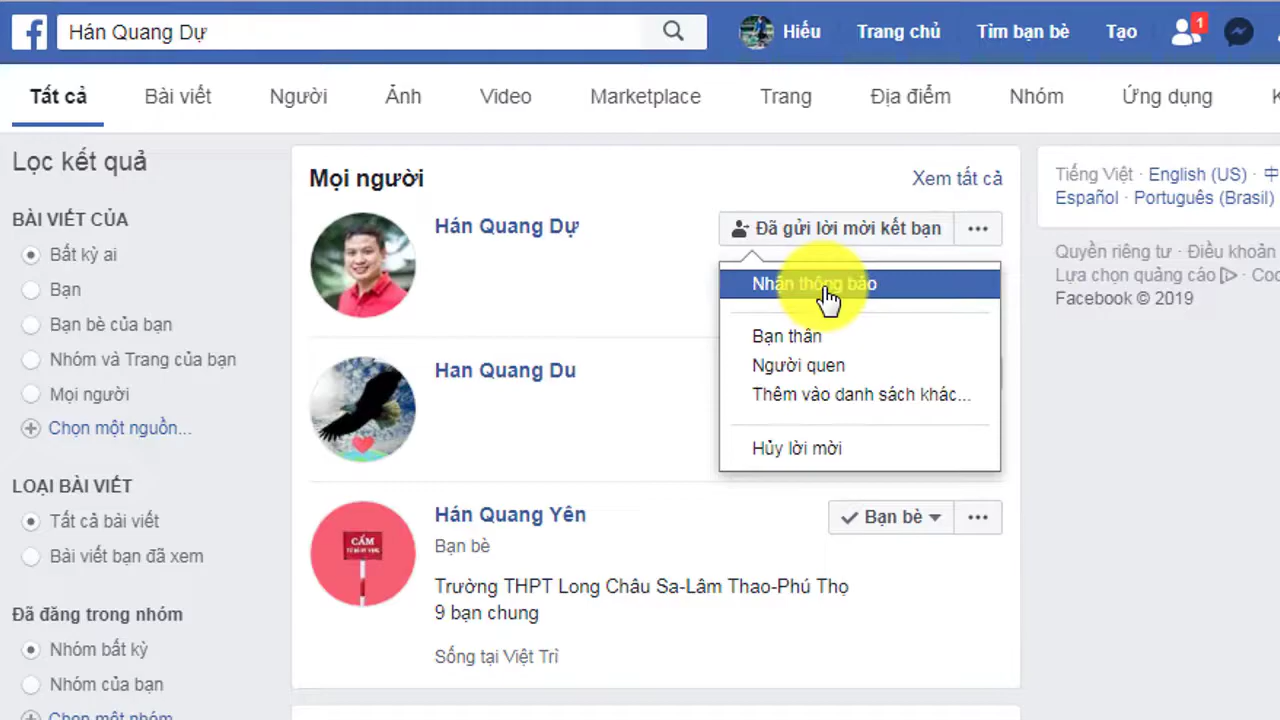 Hán Quang Dự
Hiếu
Trang chủ
Tìm bạn bè
Tạo
1
Tất cả
Bài viết
Người
Ảnh
Video
Marketplace
Trang
Địa điểm
Nhóm
Ứng dụng
Lọc kết quả
BÀI VIẾT CỦA
Bất kỳ ai
Bạn
Bạn bè của bạn
Nhóm và Trang của bạn
Mọi người
Chọn một nguồn...
LOẠI BÀI VIẾT
Tất cả bài viết
Bài viết bạn đã xem
Đã đăng trong nhóm
Nhóm bất kỳ
Nhóm của bạn
Chọn một nhóm
Mọi người
Xem tất cả
Hán Quang Dự
Đã gửi lời mời kết bạn
Nhận thông báo
Bạn thân
Người quen
Thêm vào danh sách khác...
Hủy lời mời
Han Quang Du
CẤM
Hán Quang Yên
Bạn bè
Bạn bè
Trường THPT Long Châu Sa-Lâm Thao-Phú Thọ
9 bạn chung
Sống tại Việt Trì
Tiếng Việt · English (US) · 中
Español · Português (Brasil)
Quyền riêng tư · Điều khoản
Lựa chọn quảng cáo
Facebook © 2019